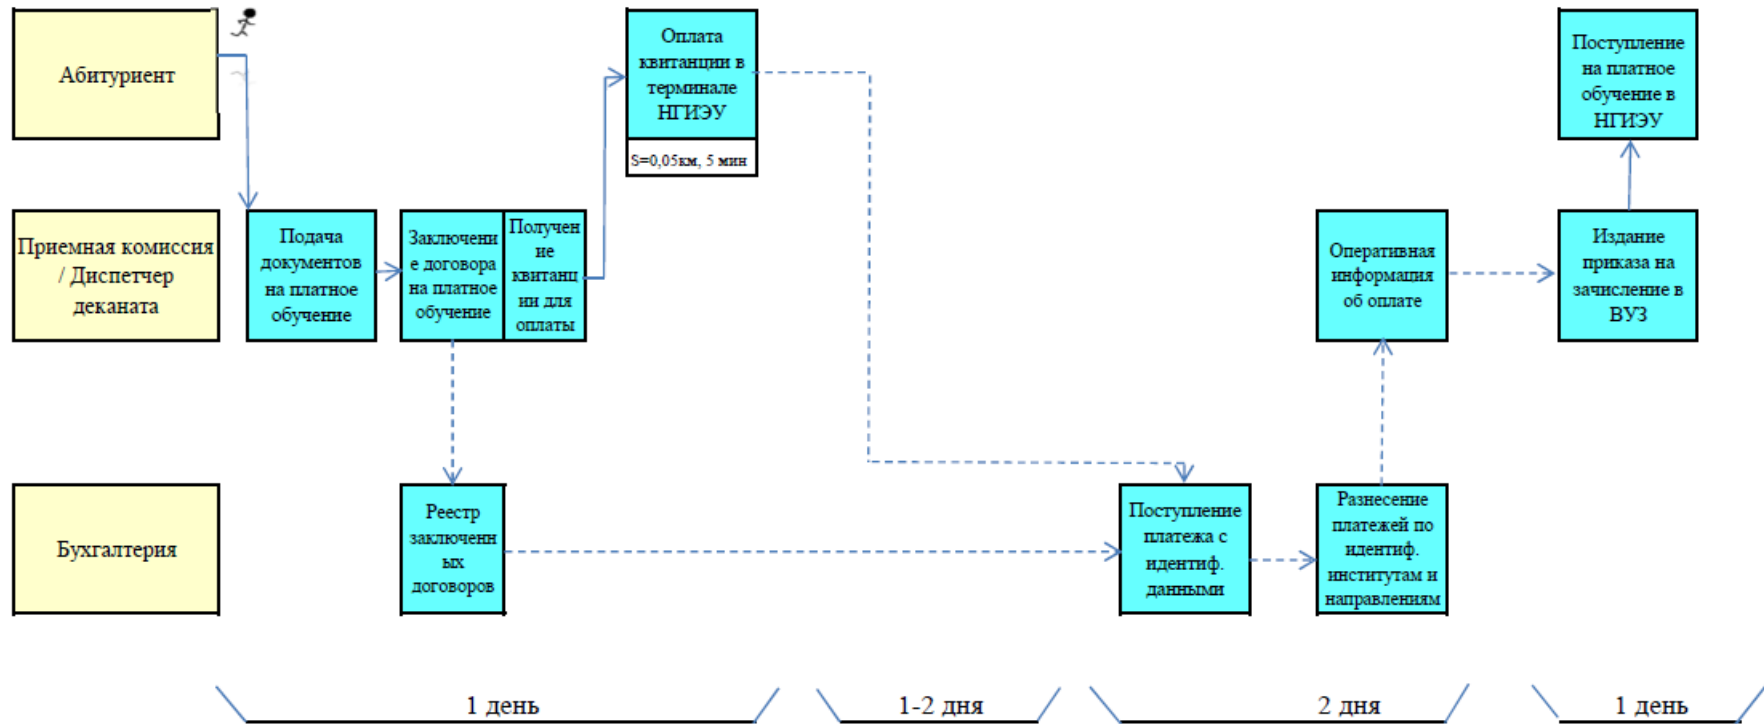 Абитуриент
Оплата
квитанции в
терминале
НГИЭУ
S=0,05км, 5 мин
Поступление
на платное
обучение в
НГИЭУ
Приемная комиссия
/ Диспетчер
деканата
Подача
документов
на платное
обучение
Заключени
е договора
на платное
обучение
Получен
ие
квитанц
ии для
оплаты
Оперативная
информация
об оплате
Издание
приказа на
зачисление в
ВУЗ
Бухгалтерия
Реестр
заключенн
ых
договоров
Поступление
платежа с
идентиф.
данными
Разнесение
платежей по
идентиф.
институтам и
направлениям
1 день
1-2 дня
2 дня
1 день